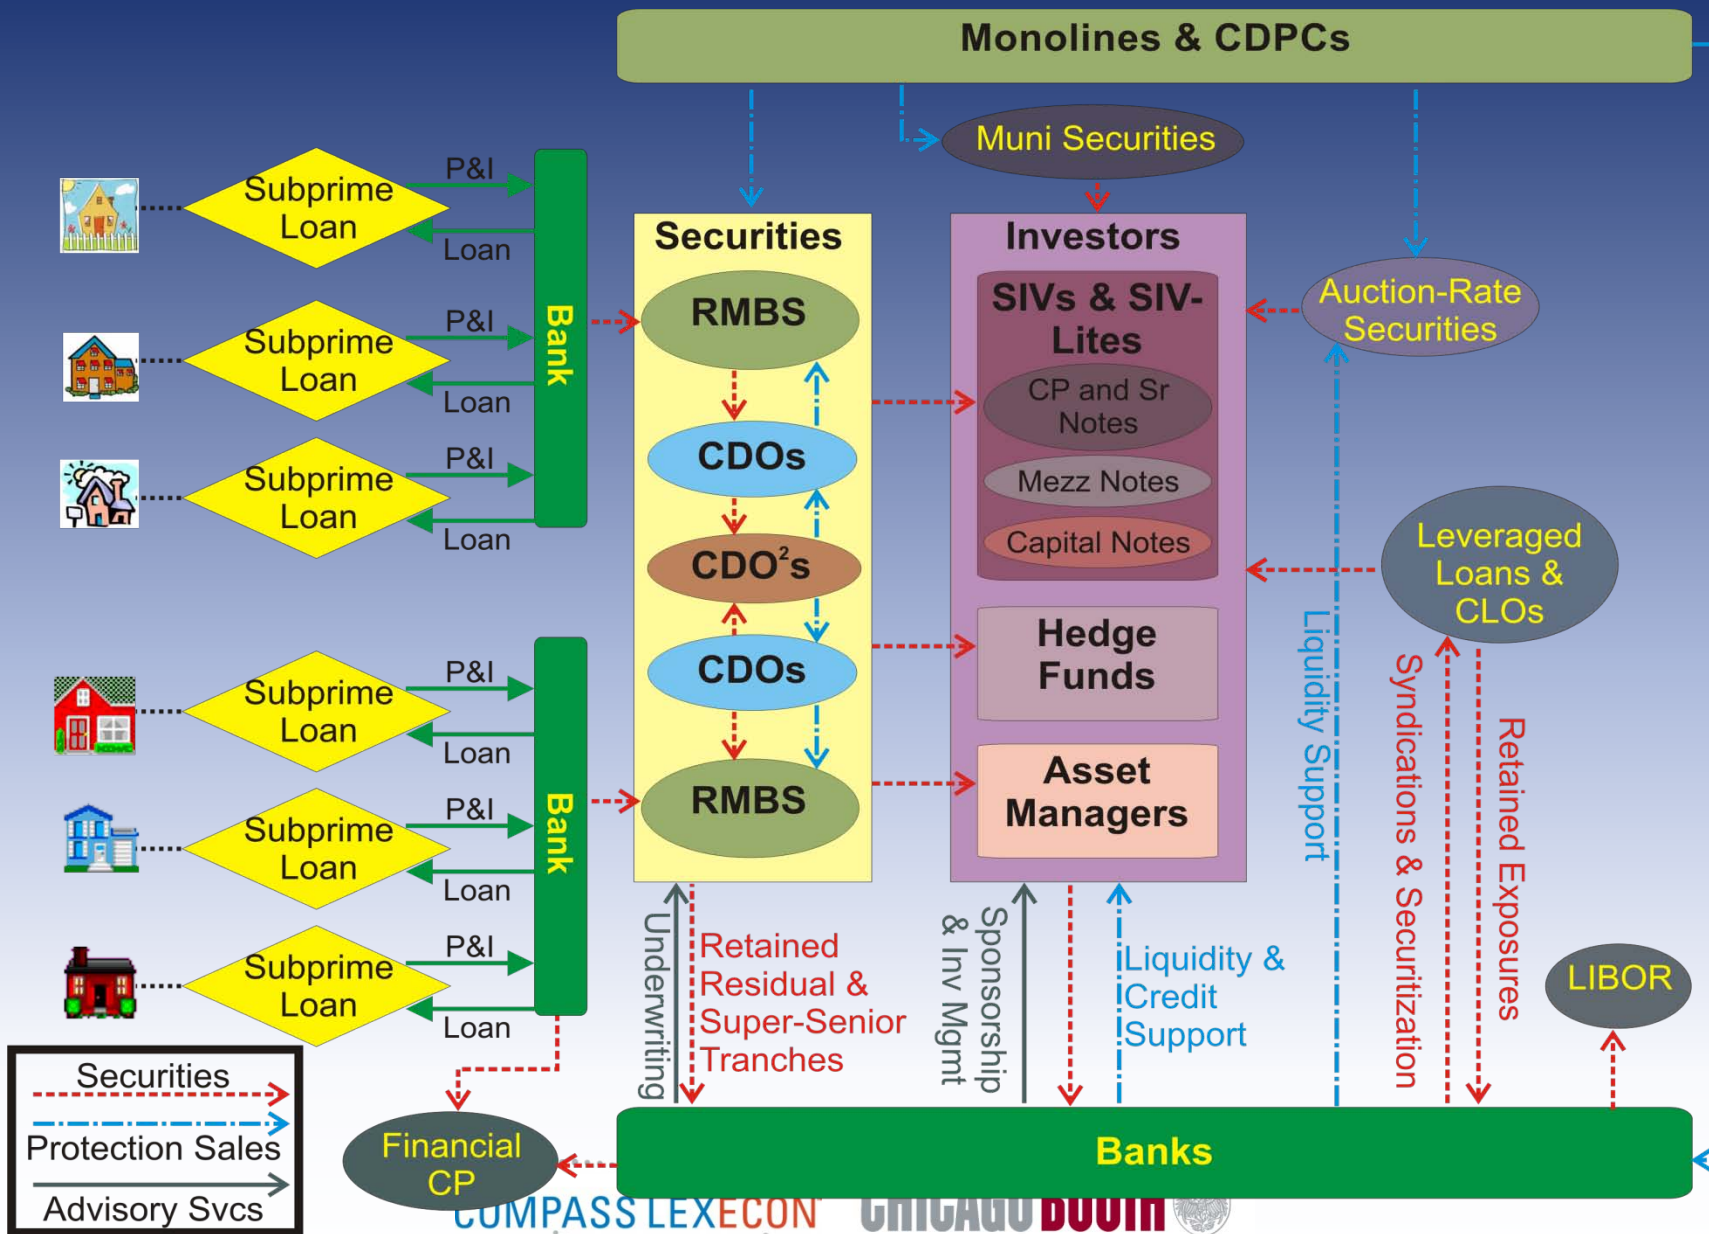 Monolines & CDPCs
Muni Securities
Subprime
Loan
P&I
Loan
Subprime
Loan
P&I
Loan
Subprime
Loan
P&I
Loan
Bank
Securities
RMBS
CDOs
CDO²s
CDOs
RMBS
Investors
SIVs & SIV-
Lites
CP and Sr
Notes
Mezz Notes
Capital Notes
Hedge
Funds
Asset
Managers
Auction-Rate
Securities
Leveraged
Loans &
CLOs
Subprime
Loan
P&I
Loan
Subprime
Loan
P&I
Loan
Subprime
Loan
P&I
Loan
Bank
Underwriting
Retained
Residual &
Super-Senior
Tranches
Sponsorship
& Inv Mgmt
Liquidity &
Credit
Support
Liquidity Support
Syndications & Securitization
Retained Exposures
LIBOR
Securities
Protection Sales
Advisory Svcs
Financial
CP
Banks
COMPASS LEXECON
CHICAGO BOOTH